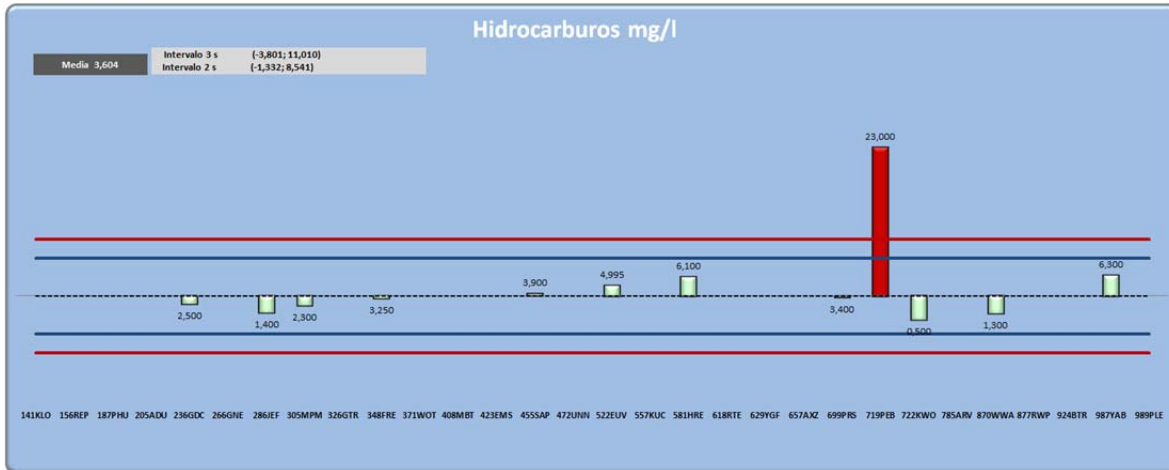 Hidrocarburos mg/l
Media 3,604
Intervalo 3 s (-3,801; 11,010)
Intervalo 2 s (-1,332; 8,541)
23,000
6,300
6,100
4,995
3,900
2,500
3,250
3,400
2,300
1,400
0,500
1,300
141KLO 156REP 187PHU 205ADU 236GDC 266GNE 286JEF 305MPM 326GTR 348FRE 371WOT 408MBT 423EMS 455SAP 472UNN 522EUV 557KUC 581HRE 618RTE 629YGF 657AXZ 699PRS 719PEB 722KWO 785ARV 870WWA 877RWP 924BTR 987YAB 989PLE